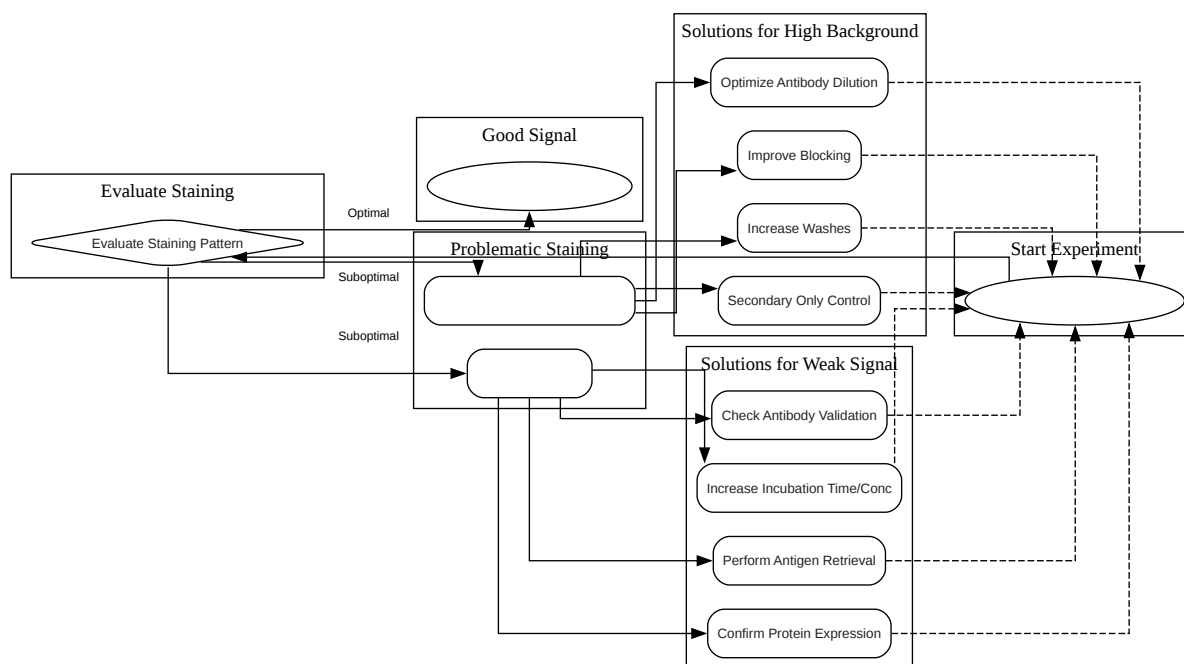 Solutions for High Background
Optimize Antibody Dilution
Good Signal
Improve Blocking
Evaluate Staining
Optimal
Increase Washes
Evaluate Staining Pattern
Problematic Staining
Start Experiment
Suboptimal
Secondary Only Control
Suboptimal
Solutions for Weak Signal
Check Antibody Validation
Increase Incubation Time/Conc
Perform Antigen Retrieval
Confirm Protein Expression